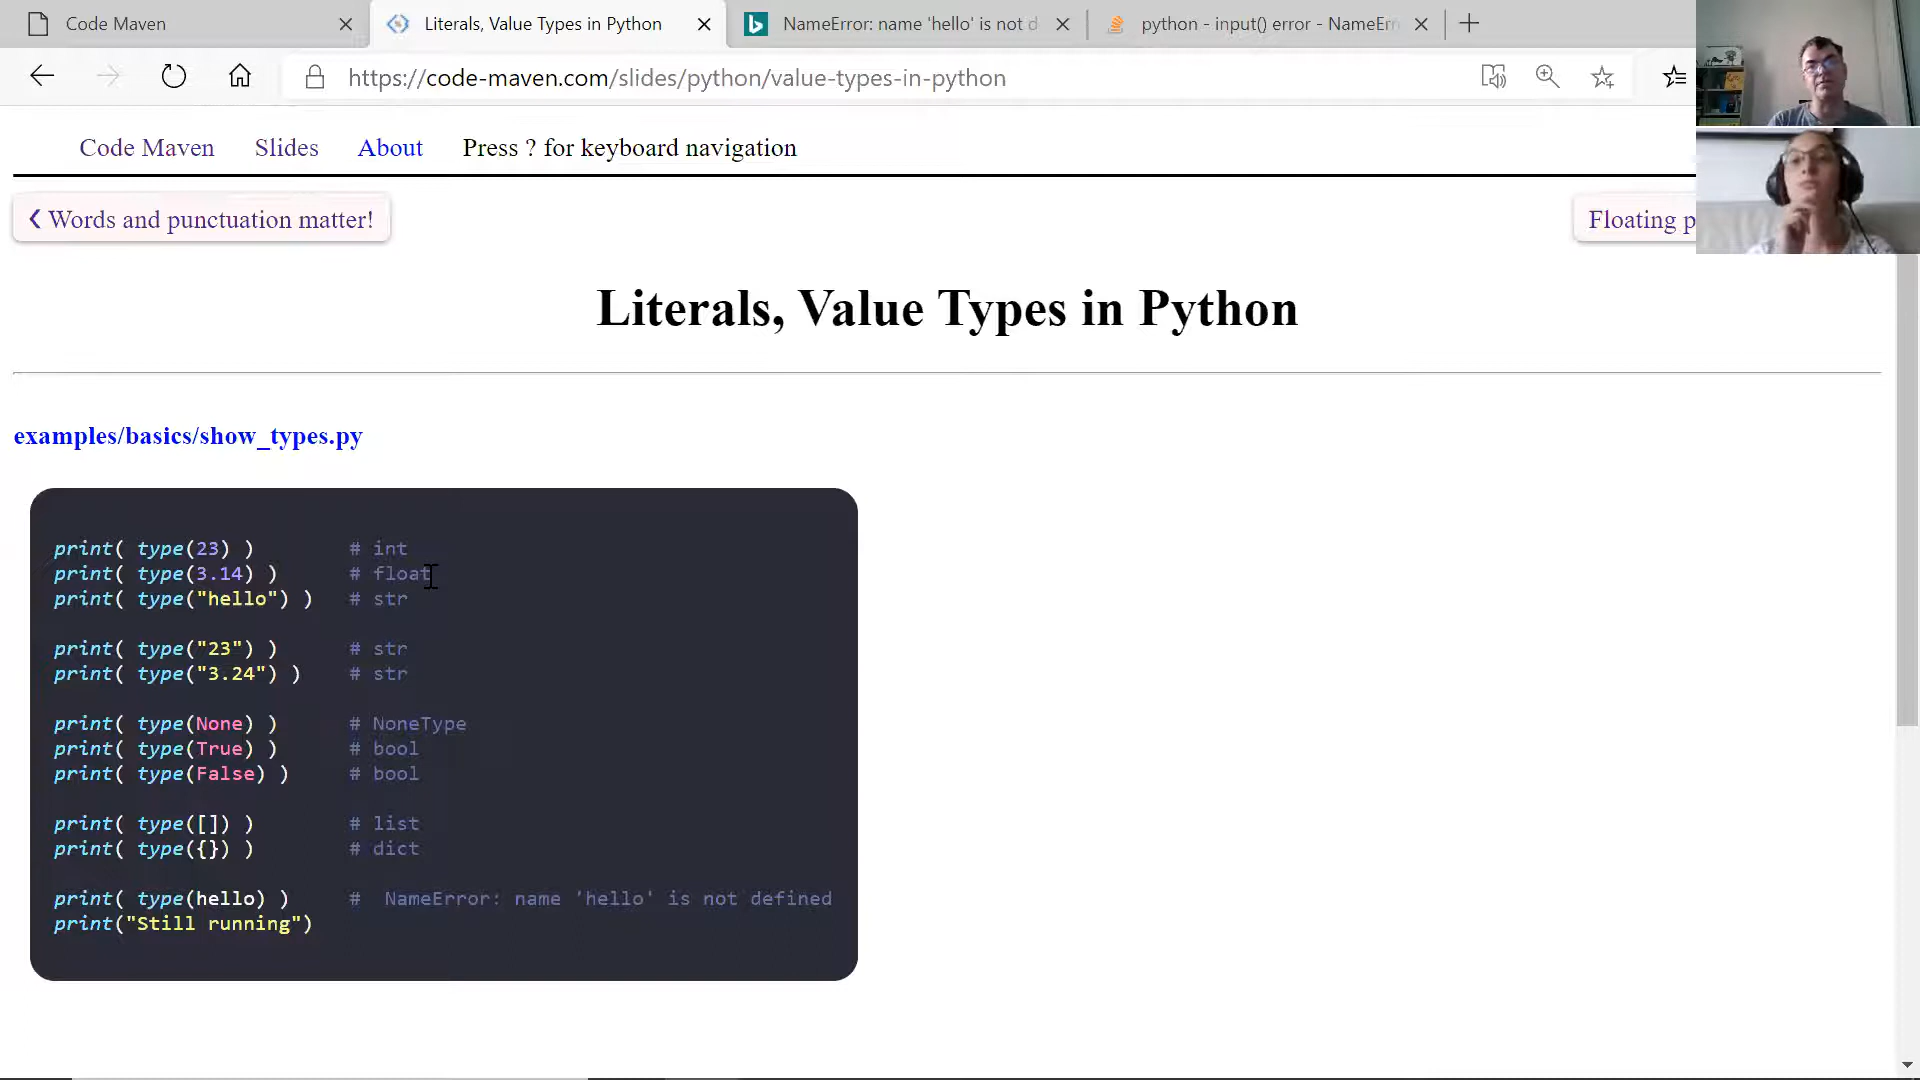 Code Maven
Literals, Value Types in Python
NameError: name 'hello' is not d
python - input() error - NameErr
https://code-maven.com/slides/python/value-types-in-python
Code Maven Slides About Press ? for keyboard navigation
❮ Words and punctuation matter!
Floating p
Literals, Value Types in Python
examples/basics/show_types.py
print( type(23) ) # int
print( type(3.14) ) # float
print( type("hello") ) # str
print( type("23") ) # str
print( type("3.24") ) # str
print( type(None) ) # NoneType
print( type(True) ) # bool
print( type(False) ) # bool
print( type([]) ) # list
print( type({}) ) # dict
print( type(hello) ) # NameError: name 'hello' is not defined
print("Still running")